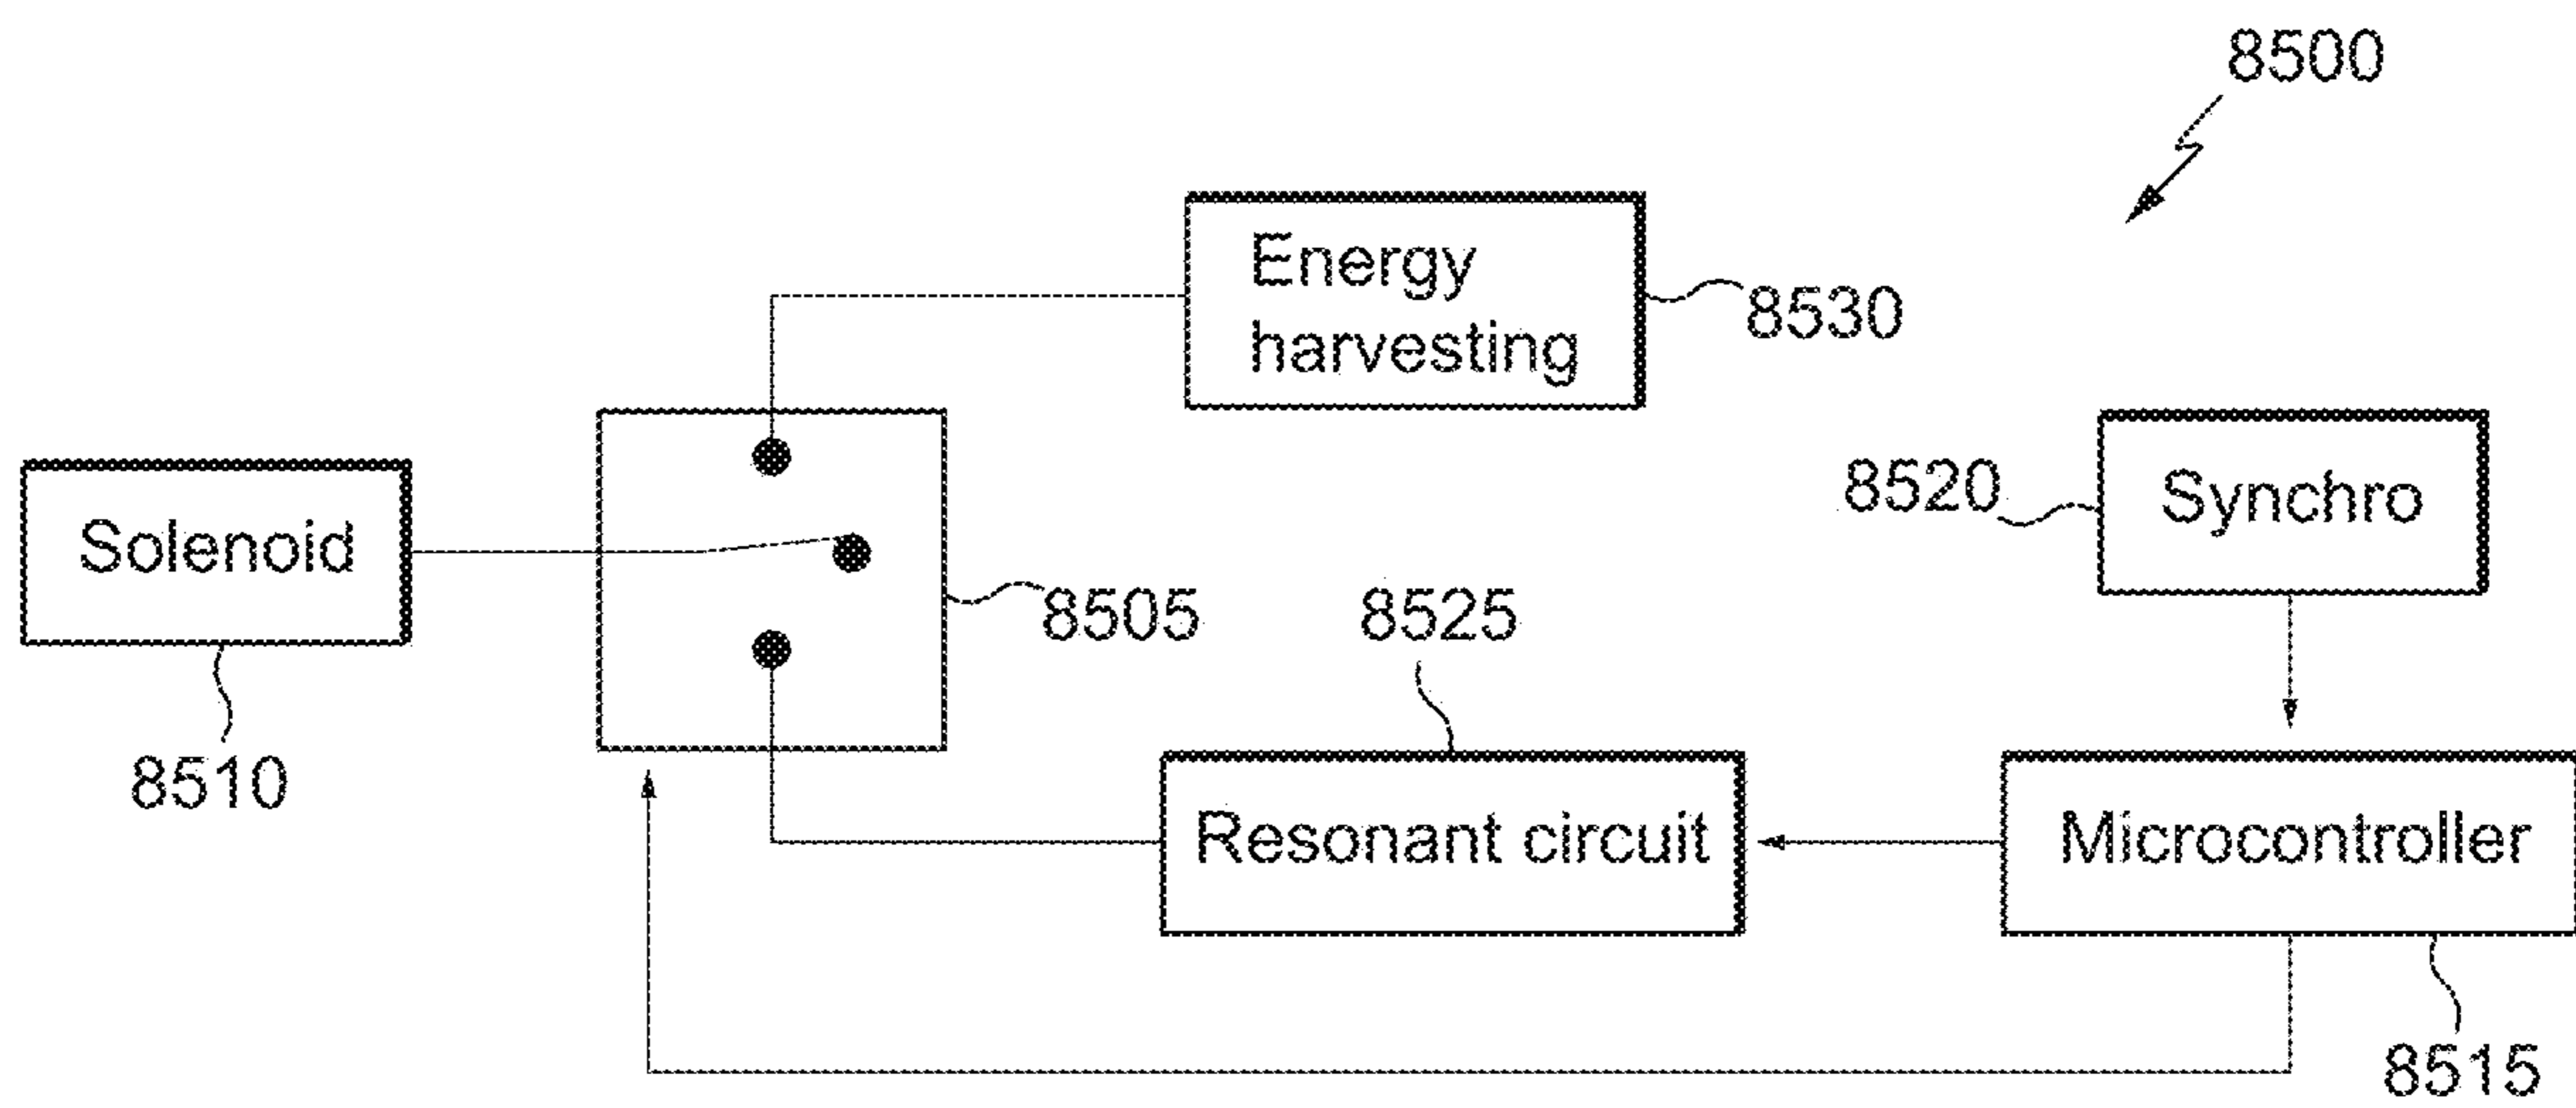 8500
Energy
harvesting
8530
Synchro
8520
Solenoid
8505
8525
8510
Resonant circuit
Microcontroller
8515